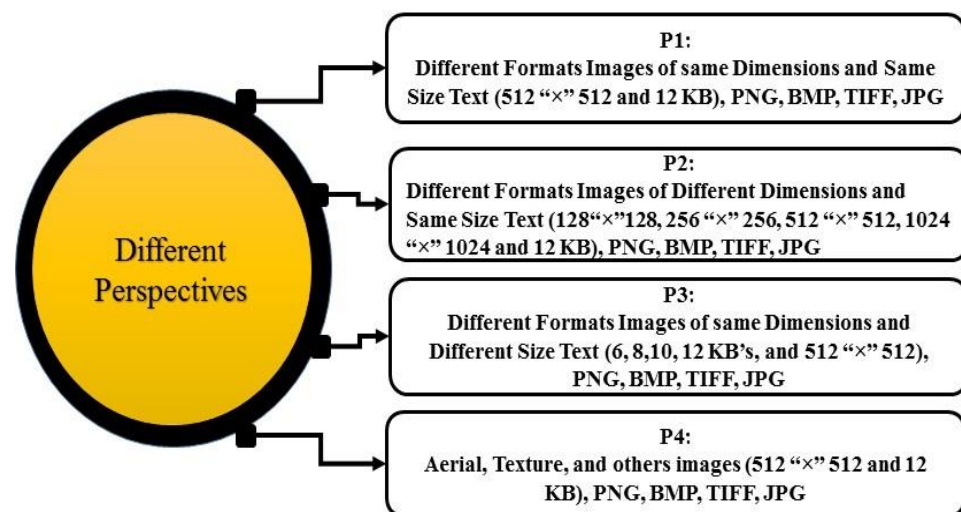 Different
Perspectives
P1:
Different Formats Images of same Dimensions and Same
Size Text (512 “×” 512 and 12 KB), PNG, BMP, TIFF, JPG
P2:
Different Formats Images of Different Dimensions and
Same Size Text (128“×”128, 256 “×” 256, 512 “×” 512, 1024
“×” 1024 and 12 KB), PNG, BMP, TIFF, JPG
P3:
Different Formats Images of same Dimensions and
Different Size Text (6, 8,10, 12 KB’s, and 512 “×” 512),
PNG, BMP, TIFF, JPG
P4:
Aerial, Texture, and others images (512 “×” 512 and 12
KB), PNG, BMP, TIFF, JPG